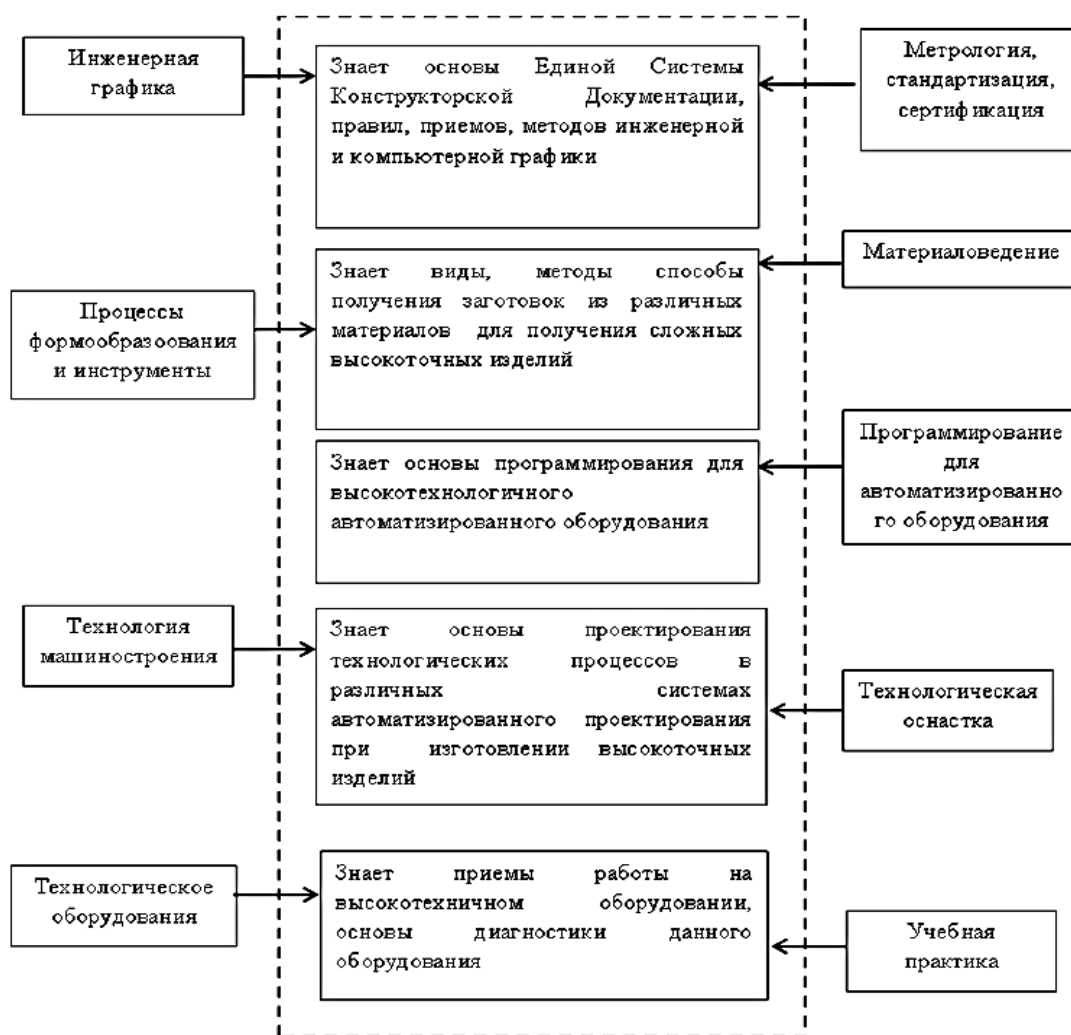 Инженерная
графика
Знает основы Единой Системы
Конструкторской Документации,
правил, приемов, методов инженерной
и компьютерной графики
Метрология,
стандартизация,
сертификация
Процессы
формообразоования
и инструменты
Знает виды, методы способы
получения заготовок из различных
материалов для получения сложных
высокоточных изделий
Материаловедение
Знает основы программирования для
высокотехнологичного
автоматизированного оборудования
Программирование
для
автоматизированно
го оборудования
Технология
машиностроения
Знает основы проектирования
технологических процессов в
различных системах
автоматизированного проектирования
при изготовлении высокоточных
изделий
Технологическая
оснастка
Технологическое
оборудования
Знает приемы работы на
высокотехничном оборудовании,
основы диагностики данного
оборудования
Учебная
практика